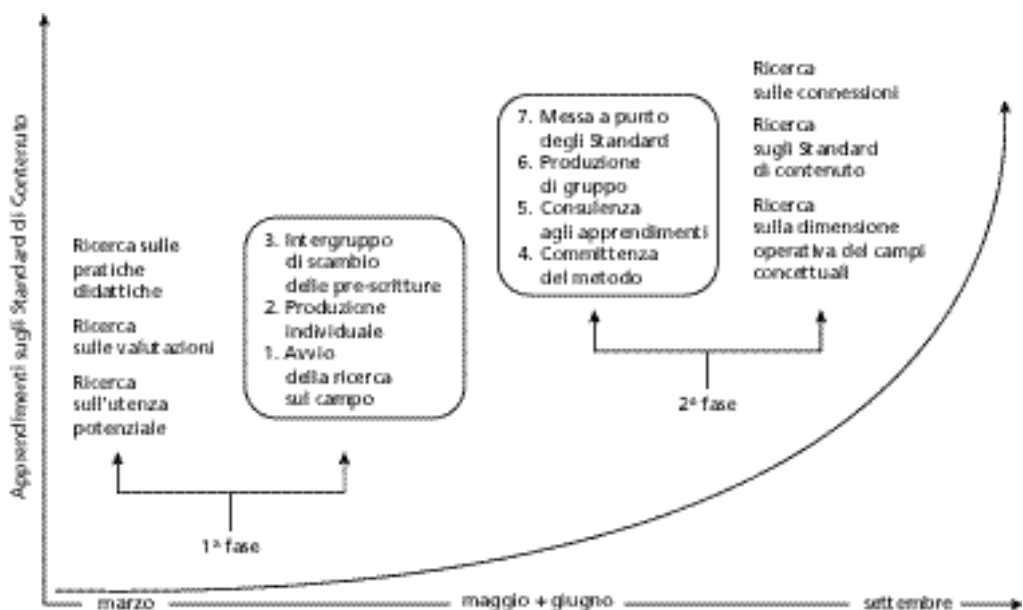 Apprendimenti sugli Standard di Contenuto
Ricerca sulle
pratiche
didattiche
Ricerca
sulle valutazioni
Ricerca
sull'utenza
potenziale
3. Intergruppo
di scambio
delle pre-scritture
2. Produzione
individuale
1. Avvio
della ricerca
sul campo
1ª fase
7. Messa a punto
degli Standard
6. Produzione
di gruppo
5. Consulenza
agli apprendimenti
4. Committenza
del metodo
Ricerca
sulle connessioni
Ricerca
sugli Standard
di contenuto
Ricerca
sulla dimensione
operativa dei campi
concettuali
2ª fase
marzo
maggio + giugno
settembre